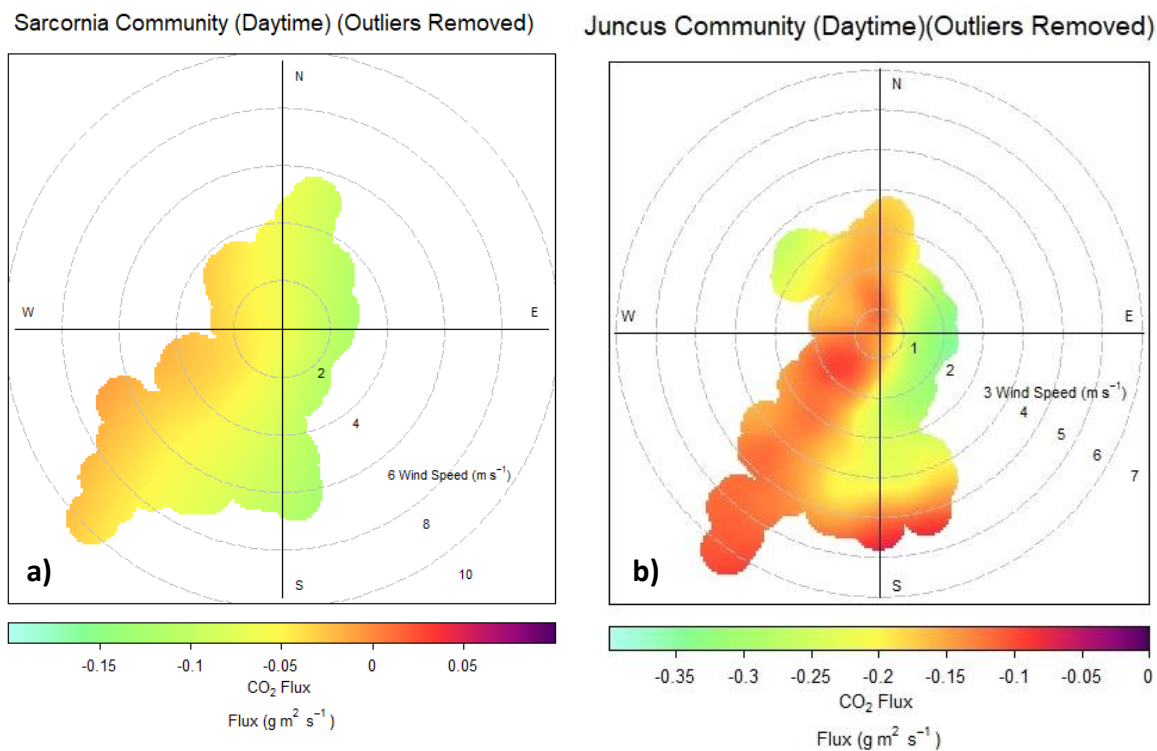 Sarcornia Community (Daytime) (Outliers Removed)
N
W
E
2
4
6 Wind Speed (m s⁻¹)
8
10
S
a)
-0.15 -0.1 -0.05 0 0.05
CO₂ Flux
Flux (g m² s⁻¹)
Juncus Community (Daytime)(Outliers Removed)
N
W
E
1
2
3 Wind Speed (m s⁻¹)
4
5
6
7
S
b)
-0.35 -0.3 -0.25 -0.2 -0.15 -0.1 -0.05 0
CO₂ Flux
Flux (g m² s⁻¹)